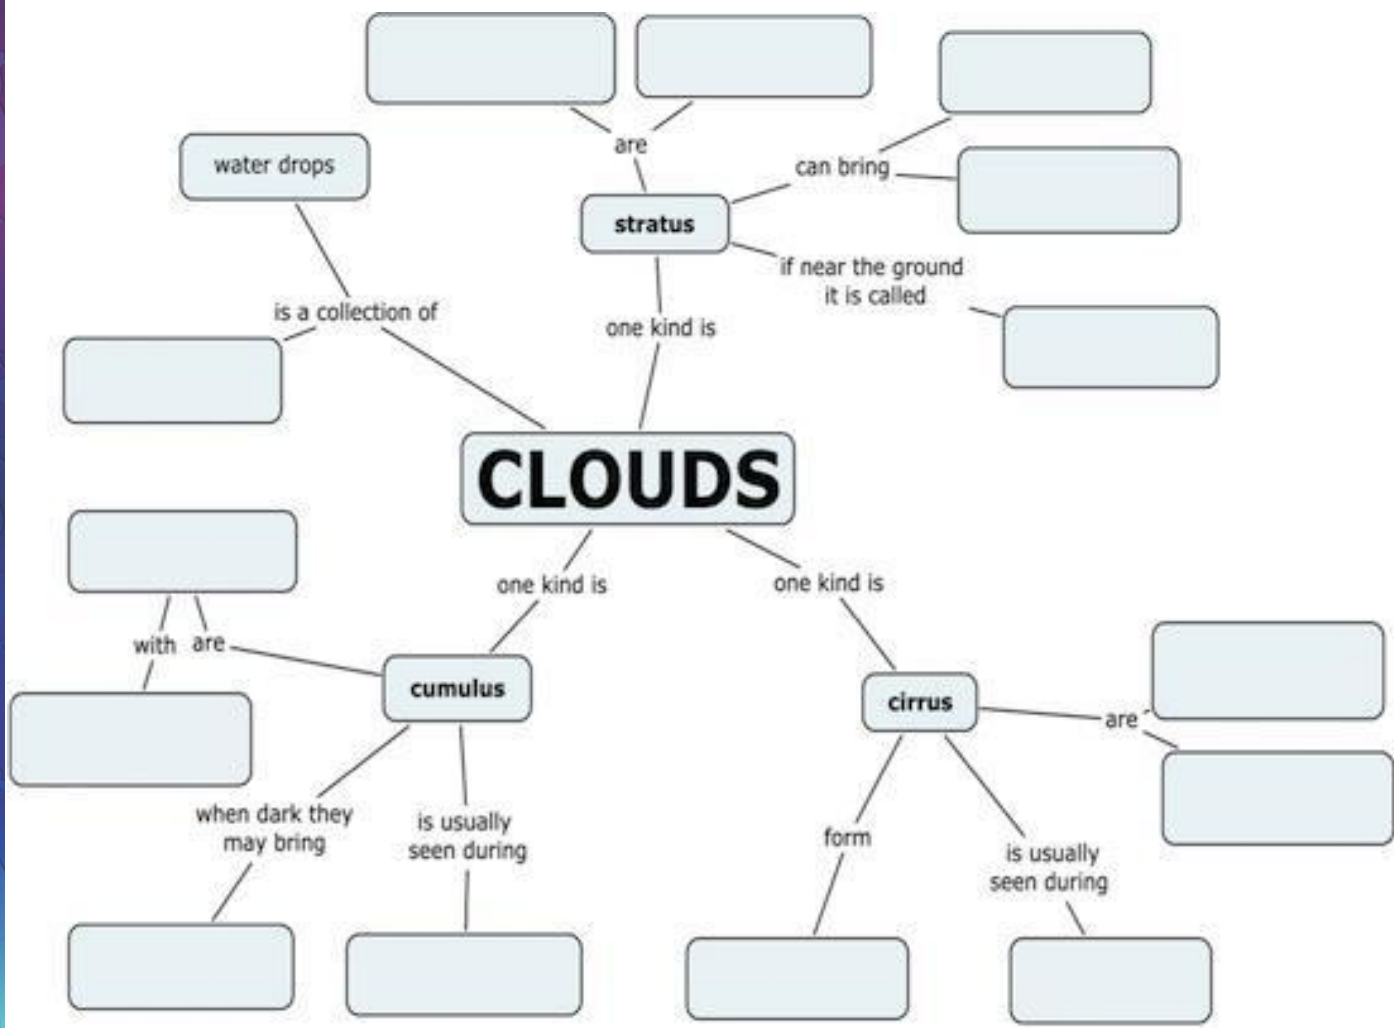 are
water drops
can bring
stratus
if near the ground
it is called
is a collection of
one kind is
CLOUDS
one kind is
one kind is
with
are
cumulus
cirrus
are
when dark they
may bring
is usually
seen during
form
is usually
seen during